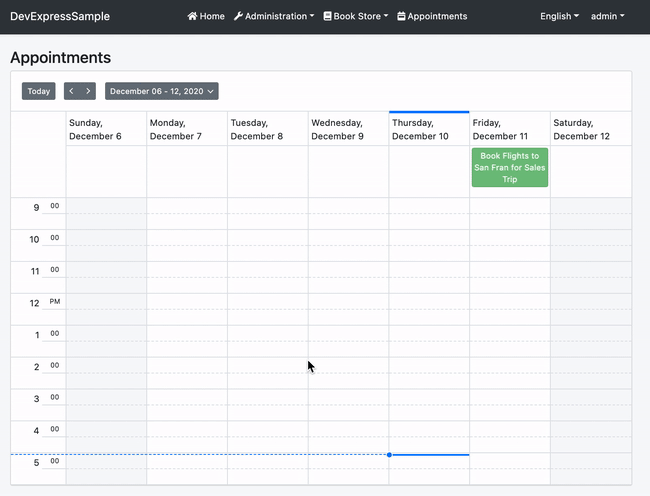 DevExpressSample Home Administration Book Store Appointments English admin
Appointments
Today December 06 - 12, 2020
Sunday, Monday, Tuesday, Wednesday, Thursday, Friday, Saturday,
December 6 December 7 December 8 December 9 December 10 December 11 December 12
Book Flights to
San Fran for Sales
Trip
9 00
10 00
11 00
12 PM
1 00
2 00
3 00
4 00
5 00